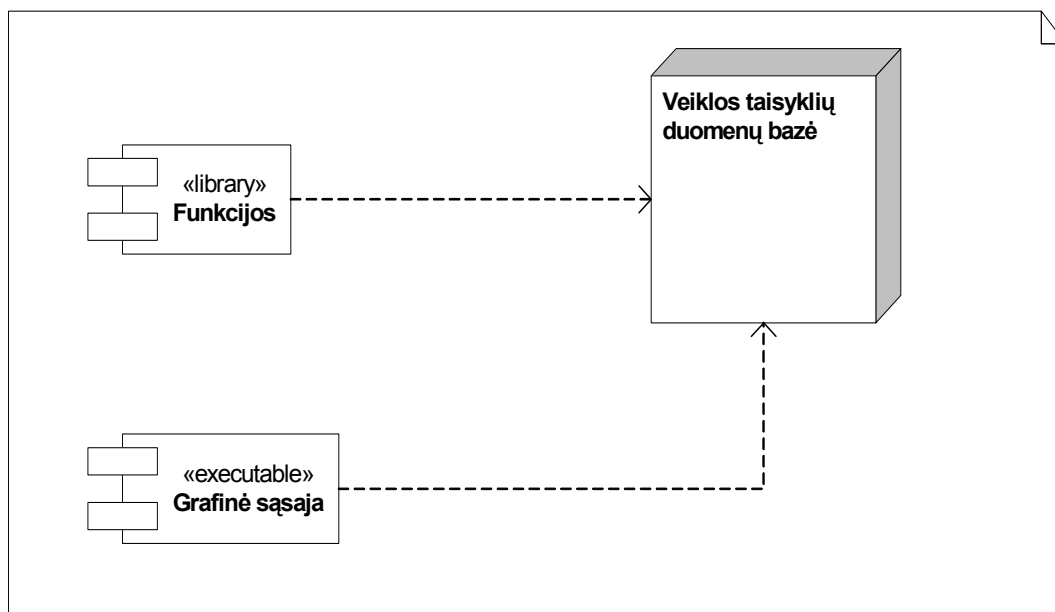 Veiklos taisyklių
duomenų bazė
«library»
Funkcijos
«executable»
Grafinė sąsaja